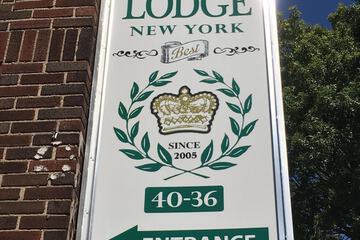 LODGE
NEW YORK
Best
SINCE
2005
40-36
ENTRANCE